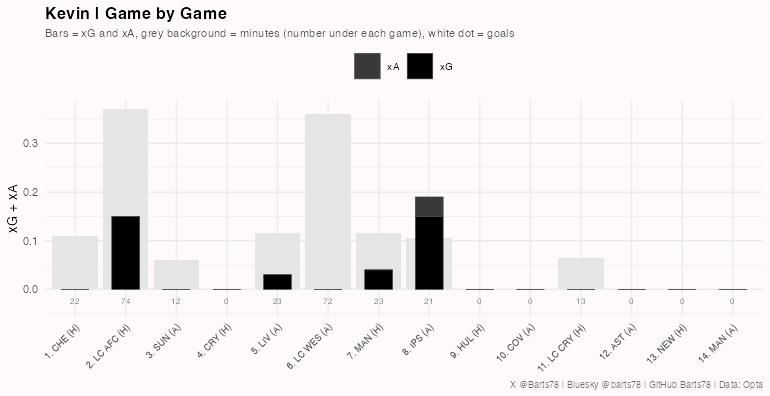 Kevin | Game by Game
Bars = xG and xA, grey background = minutes (number under each game), white dot = goals
xA xG
xG + xA
0.3
0.2
0.1
0.0
22 74 12 0 23 72 23 21 0 0 13 0 0 0
1. CHE (H)
2. LC AFC (H)
3. SUN (A)
4. CRY (H)
5. LIV (A)
6. LC WES (A)
7. MAN (H)
8. IPS (A)
9. HUL (H)
10. COV (A)
11. LC CRY (H)
12. AST (A)
13. NEW (H)
14. MAN (A)
X @Barts78 | Bluesky @barts78 | GitHub Barts78 | Data: Opta